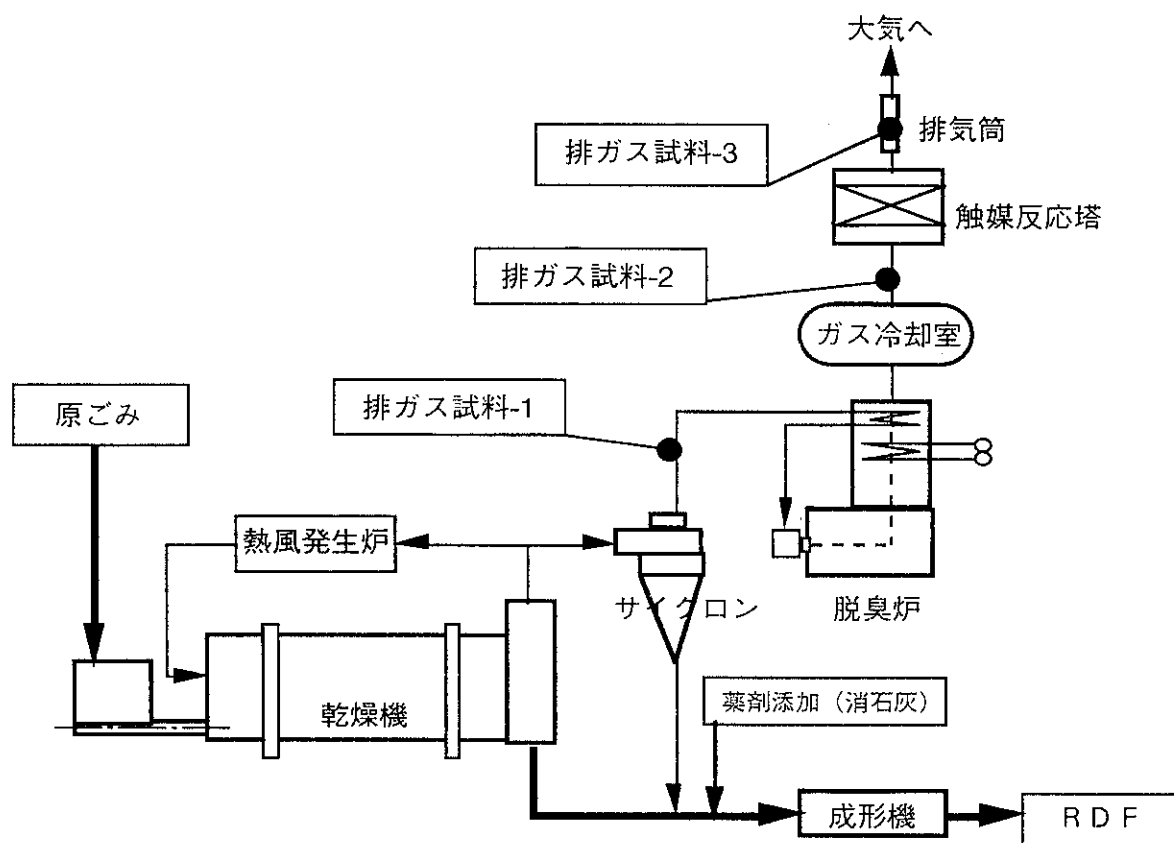 大気へ
排気筒
排ガス試料-3
触媒反応塔
排ガス試料-2
ガス冷却室
原ごみ
排ガス試料-1
熱風発生炉
サイクロン
脱臭炉
薬剤添加（消石灰）
乾燥機
成形機
ＲＤＦ